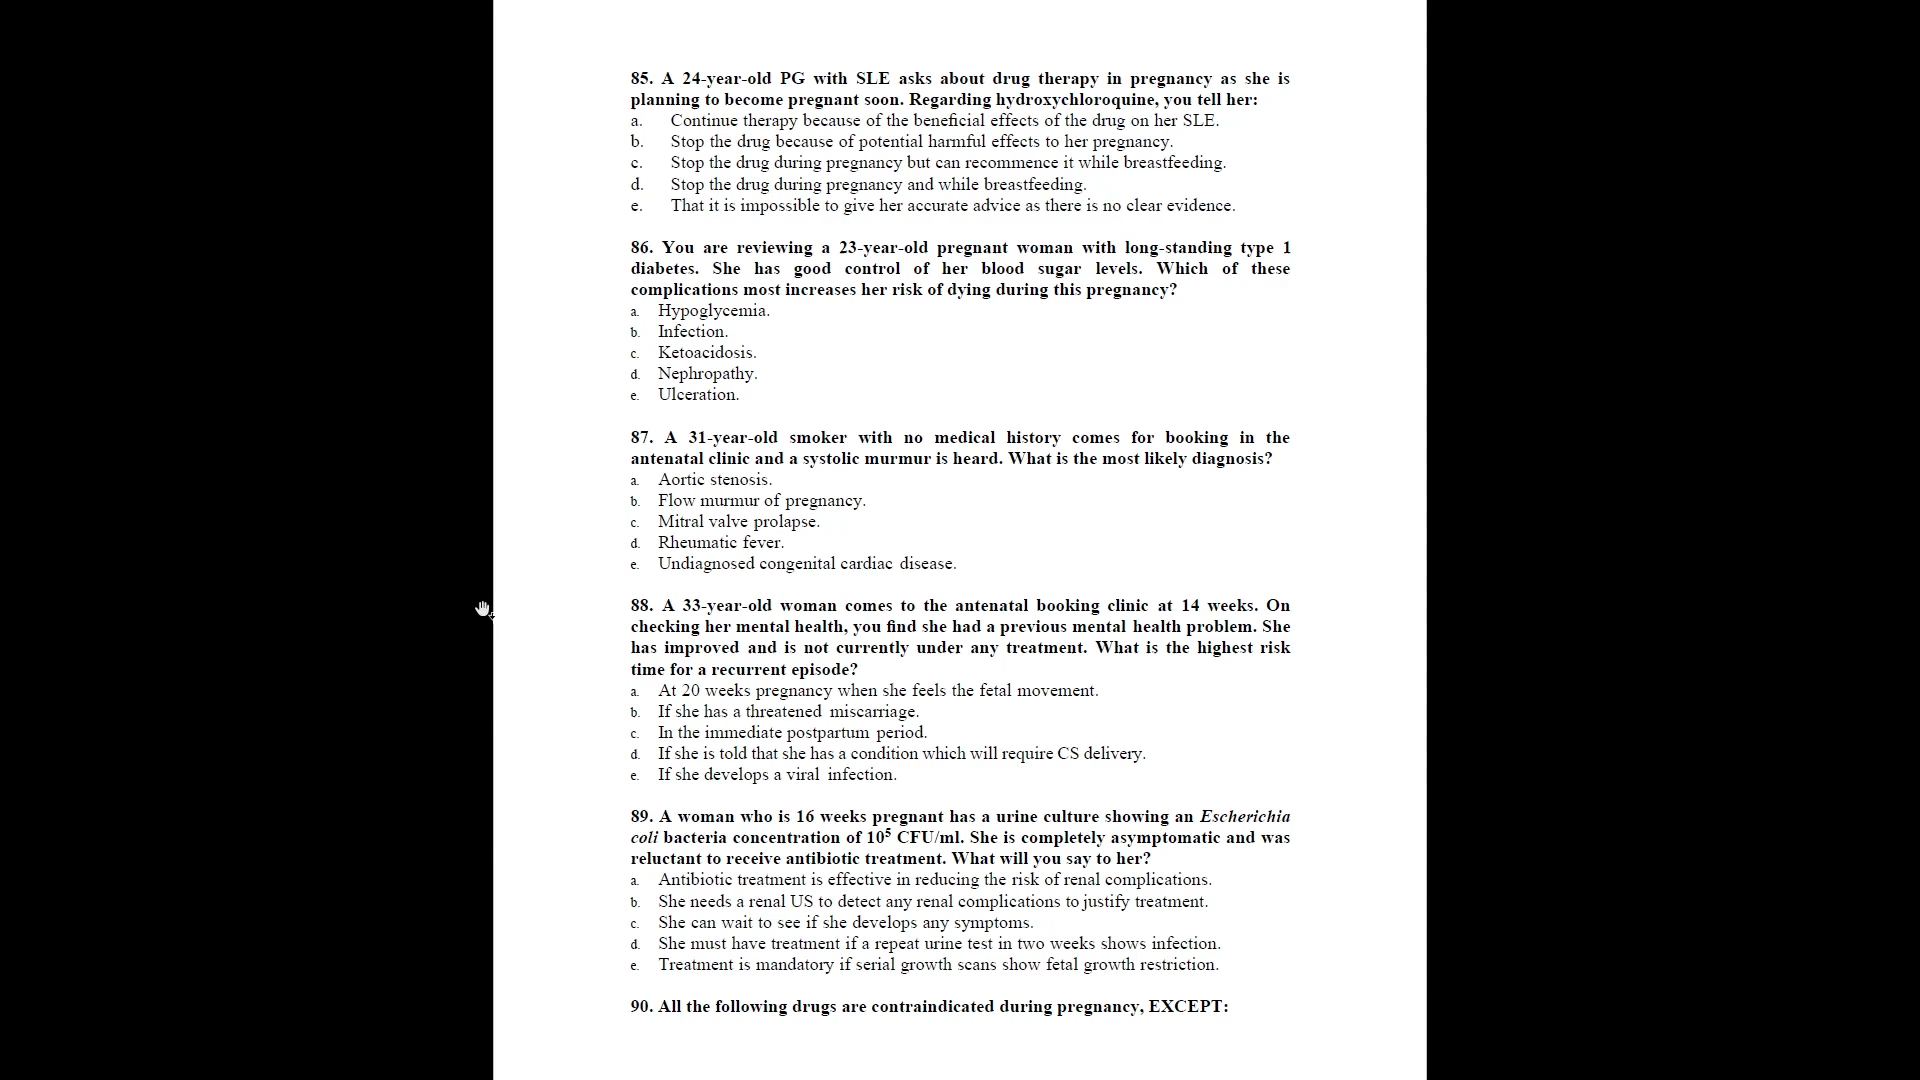 85. A 24-year-old PG with SLE asks about drug therapy in pregnancy as she is
planning to become pregnant soon. Regarding hydroxychloroquine, you tell her:
a. Continue therapy because of the beneficial effects of the drug on her SLE.
b. Stop the drug because of potential harmful effects to her pregnancy.
c. Stop the drug during pregnancy but can recommence it while breastfeeding.
d. Stop the drug during pregnancy and while breastfeeding.
e. That it is impossible to give her accurate advice as there is no clear evidence.
86. You are reviewing a 23-year-old pregnant woman with long-standing type 1
diabetes. She has good control of her blood sugar levels. Which of these
complications most increases her risk of dying during this pregnancy?
a. Hypoglycemia.
b. Infection.
c. Ketoacidosis.
d. Nephropathy.
e. Ulceration.
87. A 31-year-old smoker with no medical history comes for booking in the
antenatal clinic and a systolic murmur is heard. What is the most likely diagnosis?
a. Aortic stenosis.
b. Flow murmur of pregnancy.
c. Mitral valve prolapse.
d. Rheumatic fever.
e. Undiagnosed congenital cardiac disease.
88. A 33-year-old woman comes to the antenatal booking clinic at 14 weeks. On
checking her mental health, you find she had a previous mental health problem. She
has improved and is not currently under any treatment. What is the highest risk
time for a recurrent episode?
a. At 20 weeks pregnancy when she feels the fetal movement.
b. If she has a threatened miscarriage.
c. In the immediate postpartum period.
d. If she is told that she has a condition which will require CS delivery.
e. If she develops a viral infection.
89. A woman who is 16 weeks pregnant has a urine culture showing an Escherichia
coli bacteria concentration of 10⁵ CFU/ml. She is completely asymptomatic and was
reluctant to receive antibiotic treatment. What will you say to her?
a. Antibiotic treatment is effective in reducing the risk of renal complications.
b. She needs a renal US to detect any renal complications to justify treatment.
c. She can wait to see if she develops any symptoms.
d. She must have treatment if a repeat urine test in two weeks shows infection.
e. Treatment is mandatory if serial growth scans show fetal growth restriction.
90. All the following drugs are contraindicated during pregnancy, EXCEPT: